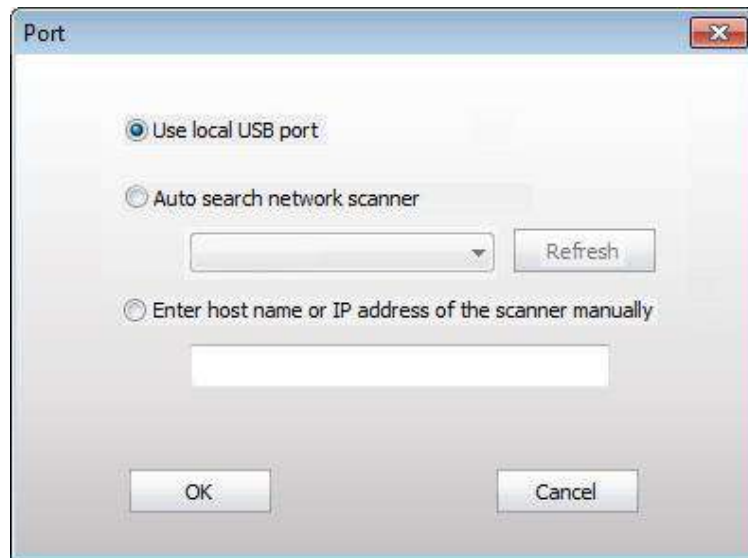 Port
Use local USB port
Auto search network scanner
Refresh
Enter host name or IP address of the scanner manually
OK
Cancel